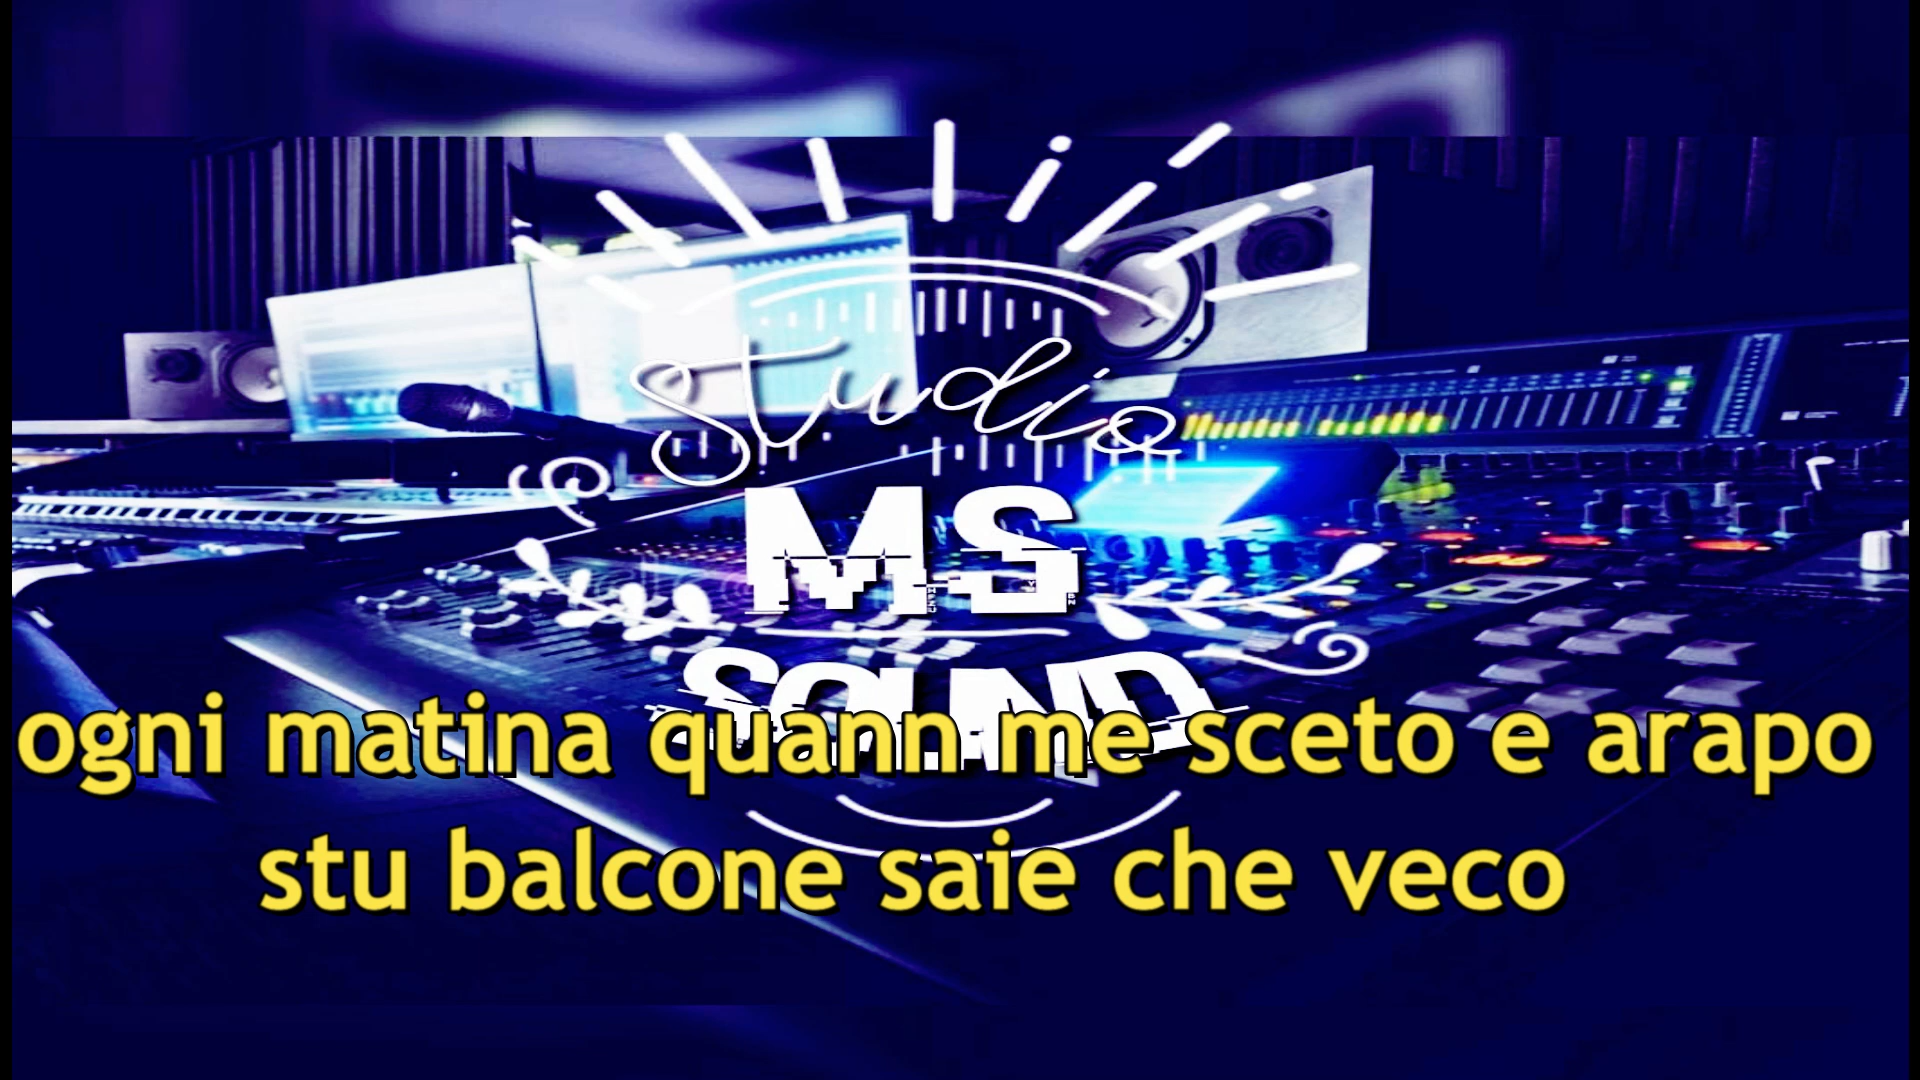 Studio
MS
SOUND
ogni matina quann me sceto e arapo
stu balcone saie che veco